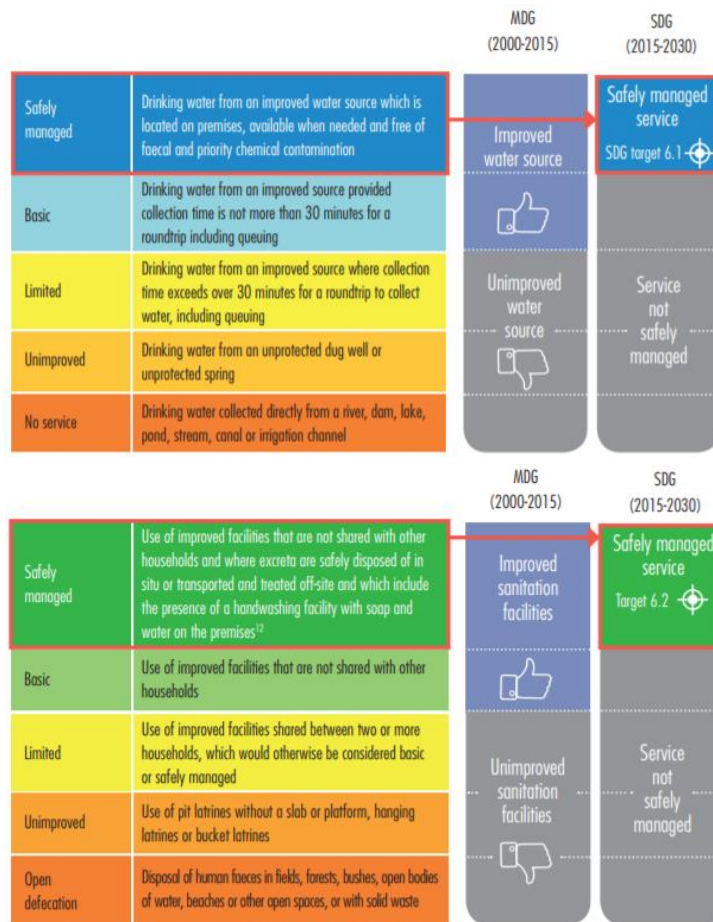 MDG
(2000-2015)
SDG
(2015-2030)
Safely
managed
Drinking water from an improved water source which is
located on premises, available when needed and free of
faecal and priority chemical contamination
Improved
water source
Safely managed
service
SDG target 6.1
Basic
Drinking water from an improved source provided
collection time is not more than 30 minutes for a
roundtrip including queuing
Limited
Drinking water from an improved source where collection
time exceeds over 30 minutes for a roundtrip to collect
water, including queuing
Unimproved
water
source
Service
not
safely
managed
Unimproved
Drinking water from an unprotected dug well or
unprotected spring
No service
Drinking water collected directly from a river, dam, lake,
pond, stream, canal or irrigation channel
MDG
(2000-2015)
SDG
(2015-2030)
Safely
managed
Use of improved facilities that are not shared with other
households and where excreta are safely disposed of in
situ or transported and treated off-site and which include
the presence of a handwashing facility with soap and
water on the premises¹²
Improved
sanitation
facilities
Safely managed
service
Target 6.2
Basic
Use of improved facilities that are not shared with other
households
Limited
Use of improved facilities shared between two or more
households, which would otherwise be considered basic
or safely managed
Unimproved
sanitation
facilities
Service
not
safely
managed
Unimproved
Use of pit latrines without a slab or platform, hanging
latrines or bucket latrines
Open
defecation
Disposal of human faeces in fields, forests, bushes, open bodies
of water, beaches or other open spaces, or with solid waste